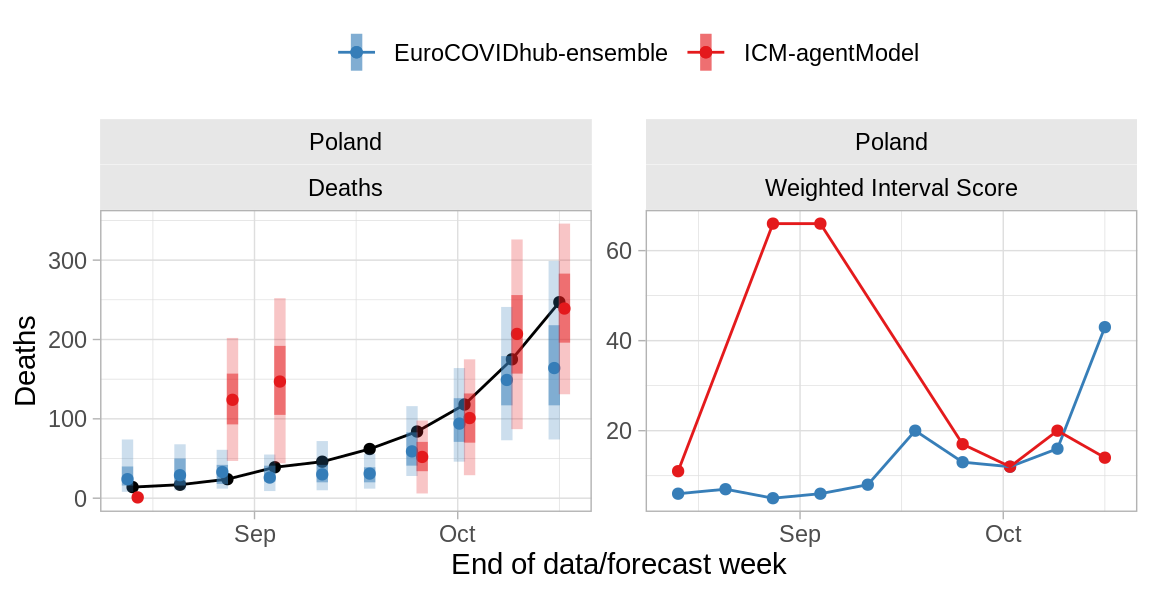 EuroCOVIDhub-ensemble ICM-agentModel
Poland
Deaths
Poland
Weighted Interval Score
Deaths
300
200
100
0
Sep Oct
60
40
20
Sep Oct
End of data/forecast week